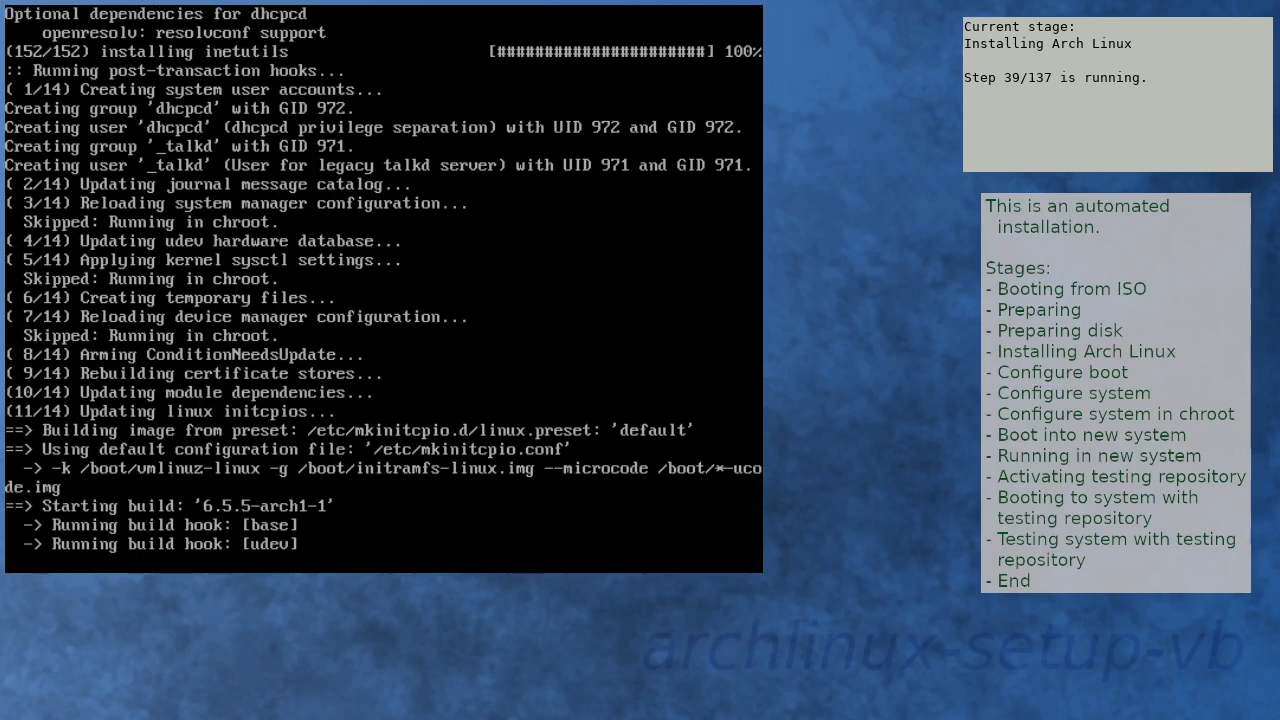 Optional dependencies for dhcpcd
    openresolv: resolvconf support
(152/152) installing inetutils                     [######################] 100%
:: Running post-transaction hooks...
( 1/14) Creating system user accounts...
Creating group 'dhcpcd' with GID 972.
Creating user 'dhcpcd' (dhcpcd privilege separation) with UID 972 and GID 972.
Creating group '_talkd' with GID 971.
Creating user '_talkd' (User for legacy talkd server) with UID 971 and GID 971.
( 2/14) Updating journal message catalog...
( 3/14) Reloading system manager configuration...
  Skipped: Running in chroot.
( 4/14) Updating udev hardware database...
( 5/14) Applying kernel sysctl settings...
  Skipped: Running in chroot.
( 6/14) Creating temporary files...
( 7/14) Reloading device manager configuration...
  Skipped: Running in chroot.
( 8/14) Arming ConditionNeedsUpdate...
( 9/14) Rebuilding certificate stores...
(10/14) Updating module dependencies...
(11/14) Updating linux initcpios...
==> Building image from preset: /etc/mkinitcpio.d/linux.preset: 'default'
==> Using default configuration file: '/etc/mkinitcpio.conf'
  -> -k /boot/vmlinuz-linux -g /boot/initramfs-linux.img --microcode /boot/*-uco
de.img
==> Starting build: '6.5.5-arch1-1'
  -> Running build hook: [base]
  -> Running build hook: [udev]
Current stage:
Installing Arch Linux
Step 39/137 is running.
This is an automated
installation.
Stages:
- Booting from ISO
- Preparing
- Preparing disk
- Installing Arch Linux
- Configure boot
- Configure system
- Configure system in chroot
- Boot into new system
- Running in new system
- Activating testing repository
- Booting to system with
testing repository
- Testing system with testing
repository
- End
archlinux-setup-vb